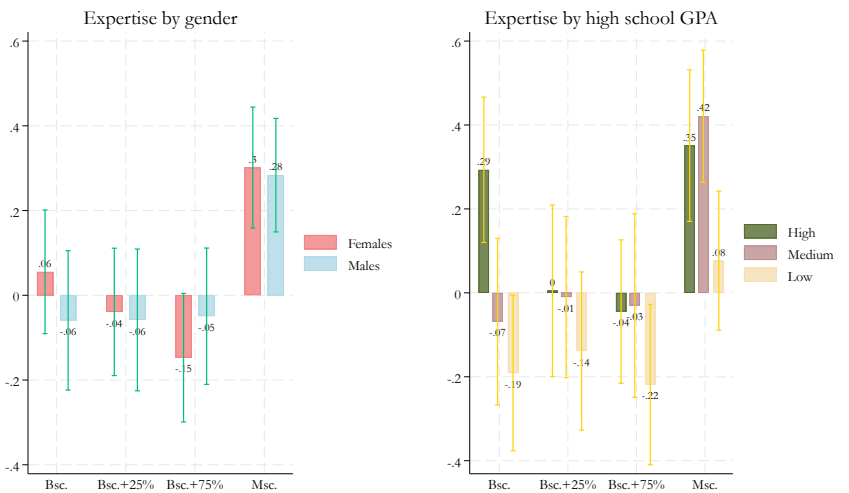 Expertise by gender
.6
.4
.2
0
-.2
-.4
.06
-.06
-.04
-.06
-.15
-.05
.3
.28
Bsc.
Bsc.+25%
Bsc.+75%
Msc.
Females
Males
Expertise by high school GPA
.6
.4
.2
0
-.2
-.4
.29
-.07
-.19
0
-.01
-.14
-.04
-.03
-.22
.35
.42
.08
Bsc.
Bsc.+25%
Bsc.+75%
Msc.
High
Medium
Low